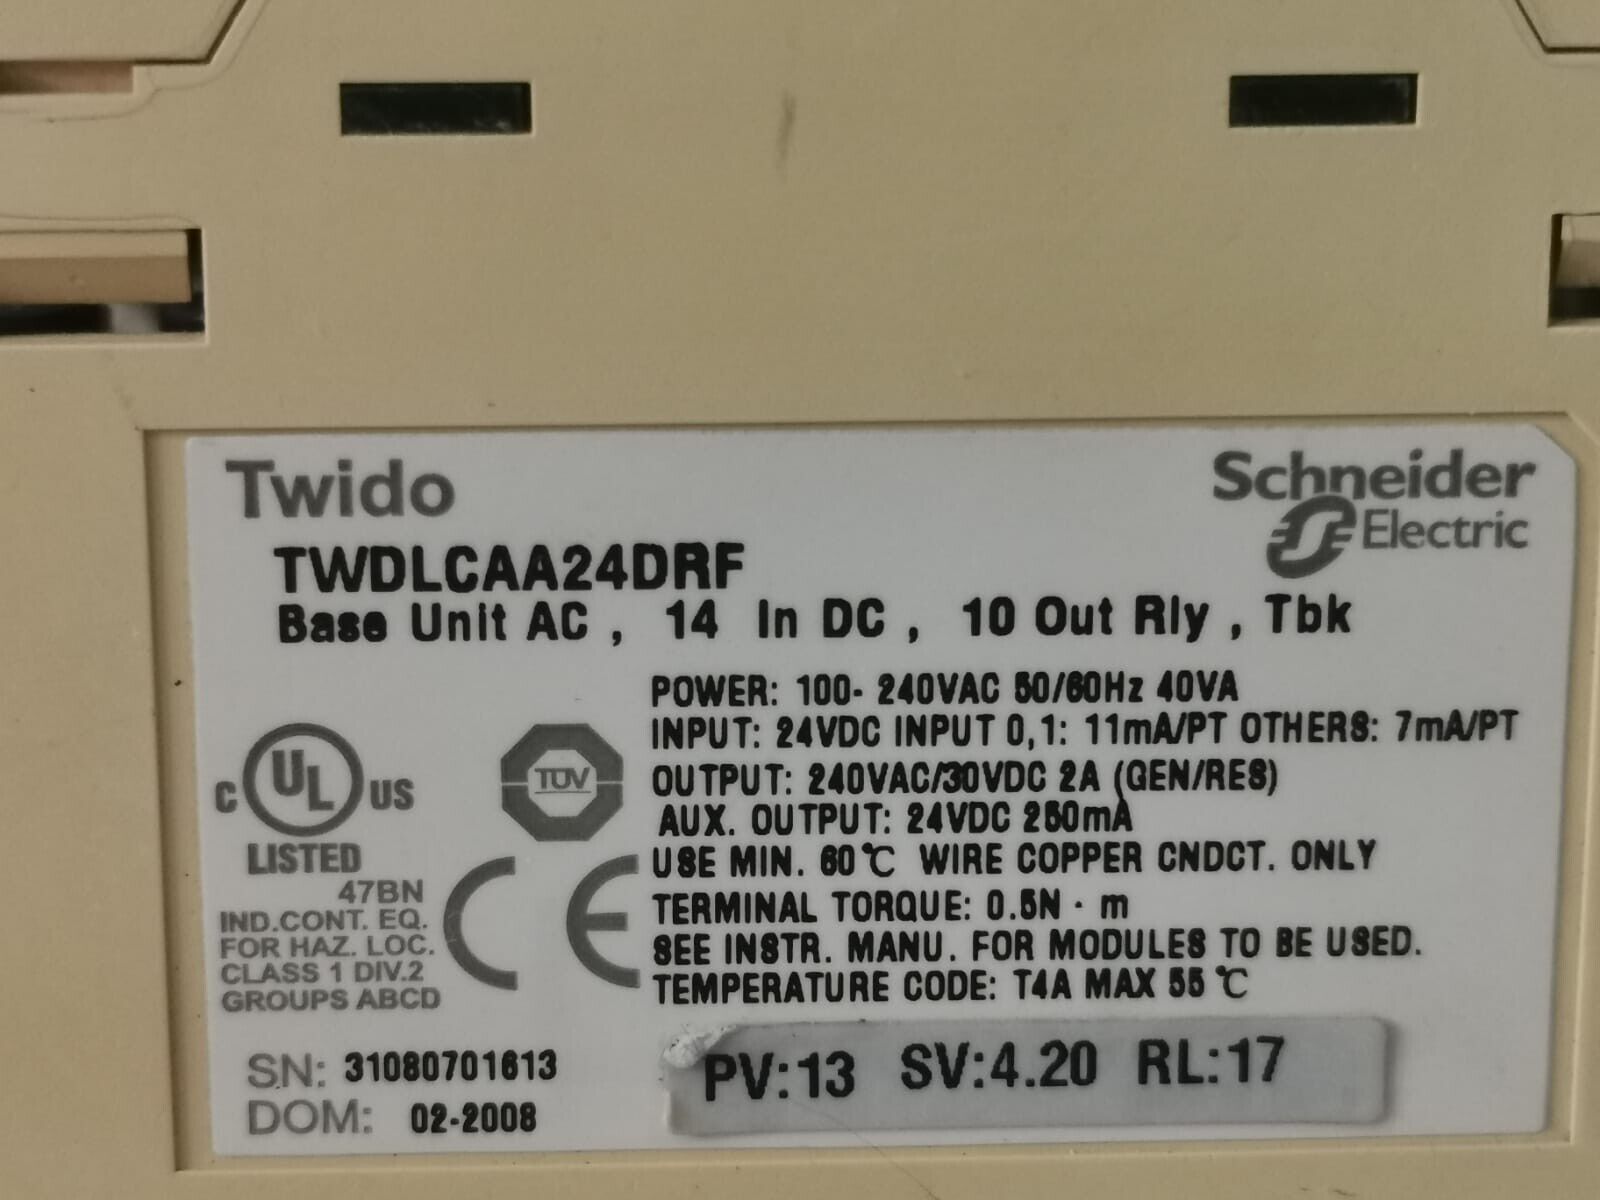 Twido
Schneider
Electric
TWDLCAA24DRF
Base Unit AC , 14 In DC , 10 Out Rly , Tbk
POWER: 100- 240VAC 50/60Hz 40VA
INPUT: 24VDC INPUT 0,1: 11mA/PT OTHERS: 7mA/PT
OUTPUT: 240VAC/30VDC 2A (GEN/RES)
AUX. OUTPUT: 24VDC 250mA
USE MIN. 60℃ WIRE COPPER CNDCT. ONLY
TERMINAL TORQUE: 0.5N · m
SEE INSTR. MANU. FOR MODULES TO BE USED.
TEMPERATURE CODE: T4A MAX 55 ℃
C UL US
LISTED
47BN
IND.CONT. EQ.
FOR HAZ. LOC.
CLASS 1 DIV.2
GROUPS ABCD
TÜV
CE
SN: 31080701613
DOM: 02-2008
PV:13 SV:4.20 RL:17